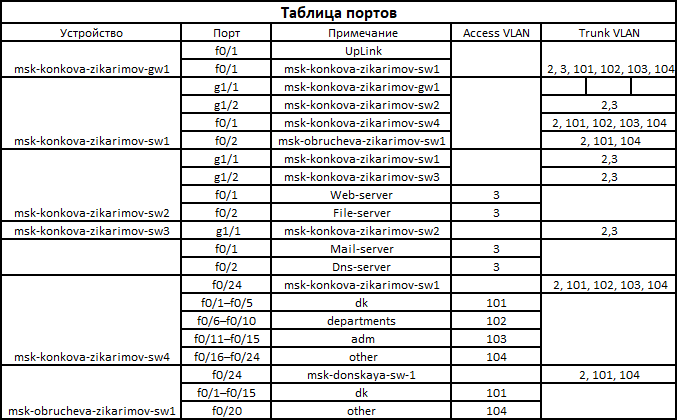 Таблица портов
Устройство Порт Примечание Access VLAN Trunk VLAN
f0/1 UpLink
msk-konkova-zikarimov-gw1 f0/1 msk-konkova-zikarimov-sw1 2, 3, 101, 102, 103, 104
g1/1 msk-konkova-zikarimov-gw1
g1/2 msk-konkova-zikarimov-sw2 2,3
f0/1 msk-konkova-zikarimov-sw4 2, 101, 102, 103, 104
msk-konkova-zikarimov-sw1 f0/2 msk-obrucheva-zikarimov-sw1 2, 101, 104
g1/1 msk-konkova-zikarimov-sw1 2,3
g1/2 msk-konkova-zikarimov-sw3 2,3
f0/1 Web-server 3
msk-konkova-zikarimov-sw2 f0/2 File-server 3
msk-konkova-zikarimov-sw3 g1/1 msk-konkova-zikarimov-sw2 2,3
f0/1 Mail-server 3
f0/2 Dns-server 3
f0/24 msk-konkova-zikarimov-sw1 2, 101, 102, 103, 104
f0/1–f0/5 dk 101
f0/6–f0/10 departments 102
f0/11–f0/15 adm 103
msk-konkova-zikarimov-sw4 f0/16–f0/24 other 104
f0/24 msk-donskaya-sw-1 2, 101, 104
f0/1–f0/15 dk 101
msk-obrucheva-zikarimov-sw1 f0/20 other 104